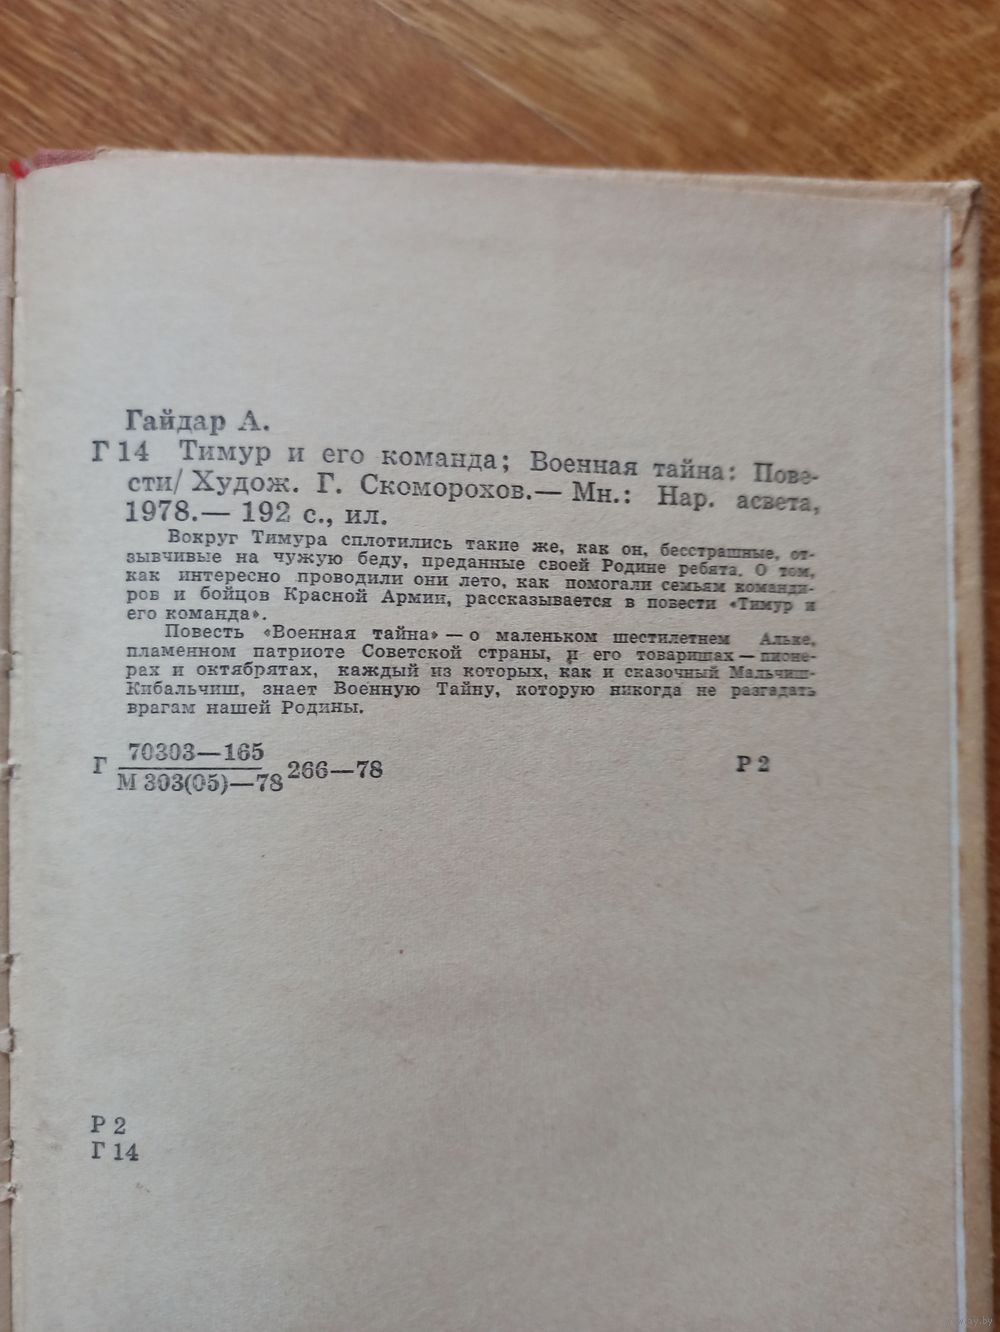 Гайдар А.
Г 14 Тимур и его команда; Военная тайна: Пове-
сти/ Худож. Г. Скоморохов.— Мн.: Нар. асвета,
1978.— 192 с., ил.
Вокруг Тимура сплотились такие же, как он, бесстрашные, от-
зывчивые на чужую беду, преданные своей Родине ребята. О том,
как интересно проводили они лето, как помогали семьям команди-
ров и бойцов Красной Армии, рассказывается в повести «Тимур и
его команда».
Повесть «Военная тайна» — о маленьком шестилетнем Альке,
пламенном патриоте Советской страны, и его товарищах — пионе-
рах и октябрятах, каждый из которых, как и сказочный Мальчиш-
Кибальчиш, знает Военную Тайну, которую никогда не разгадать
врагам нашей Родины.
70303—165
Г М 303(05)—78 266—78 Р 2
Р 2
Г 14